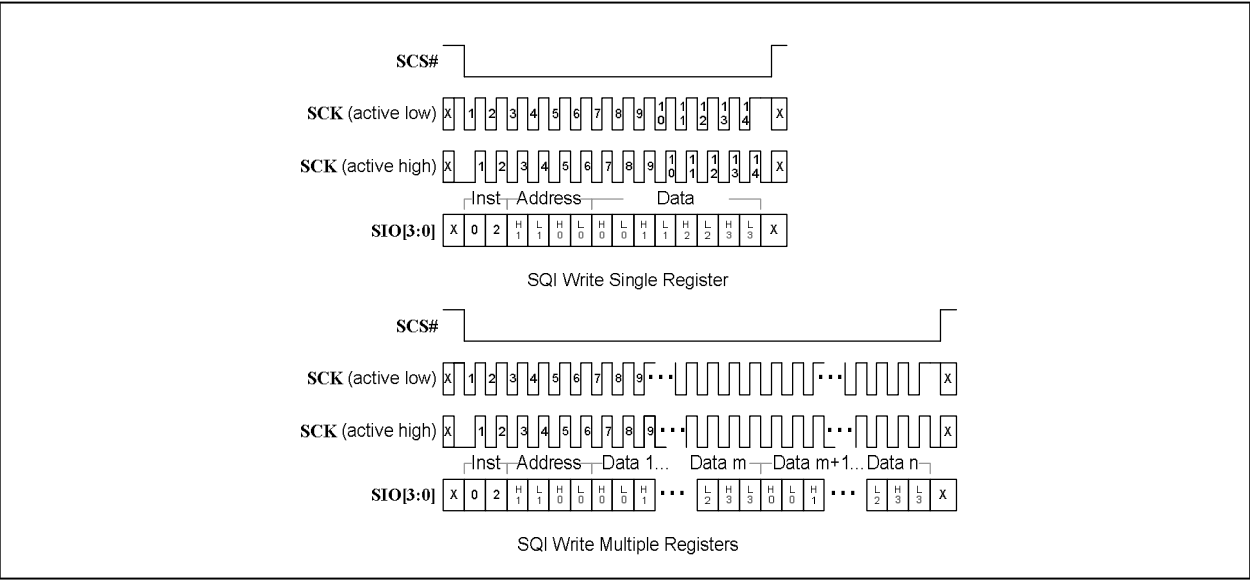 SCS#
SCK (active low) X 1 2 3 4 5 6 7 8 9 10 11 12 13 14 X
SCK (active high) X 1 2 3 4 5 6 7 8 9 10 11 12 13 14 X
Inst Address Data
SIO[3:0] X 0 2 H1 L1 H0 L0 H0 L0 H1 L1 H2 L2 H3 L3 X
SQI Write Single Register
SCS#
SCK (active low) X 1 2 3 4 5 6 7 8 9 ··· ··· X
SCK (active high) X 1 2 3 4 5 6 7 8 9 ··· ··· X
Inst Address Data 1... Data m Data m+1... Data n
SIO[3:0] X 0 2 H1 L1 H0 L0 H0 L0 H1 ··· L2 H3 L3 H0 L0 H1 ··· L2 H3 L3 X
SQI Write Multiple Registers